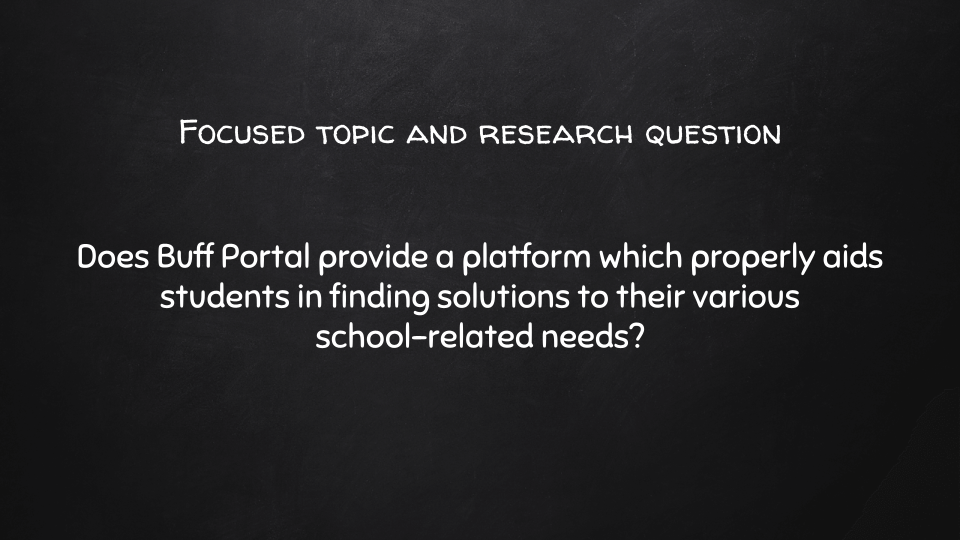 Focused topic and research question
Does Buff Portal provide a platform which properly aids
students in finding solutions to their various
school-related needs?